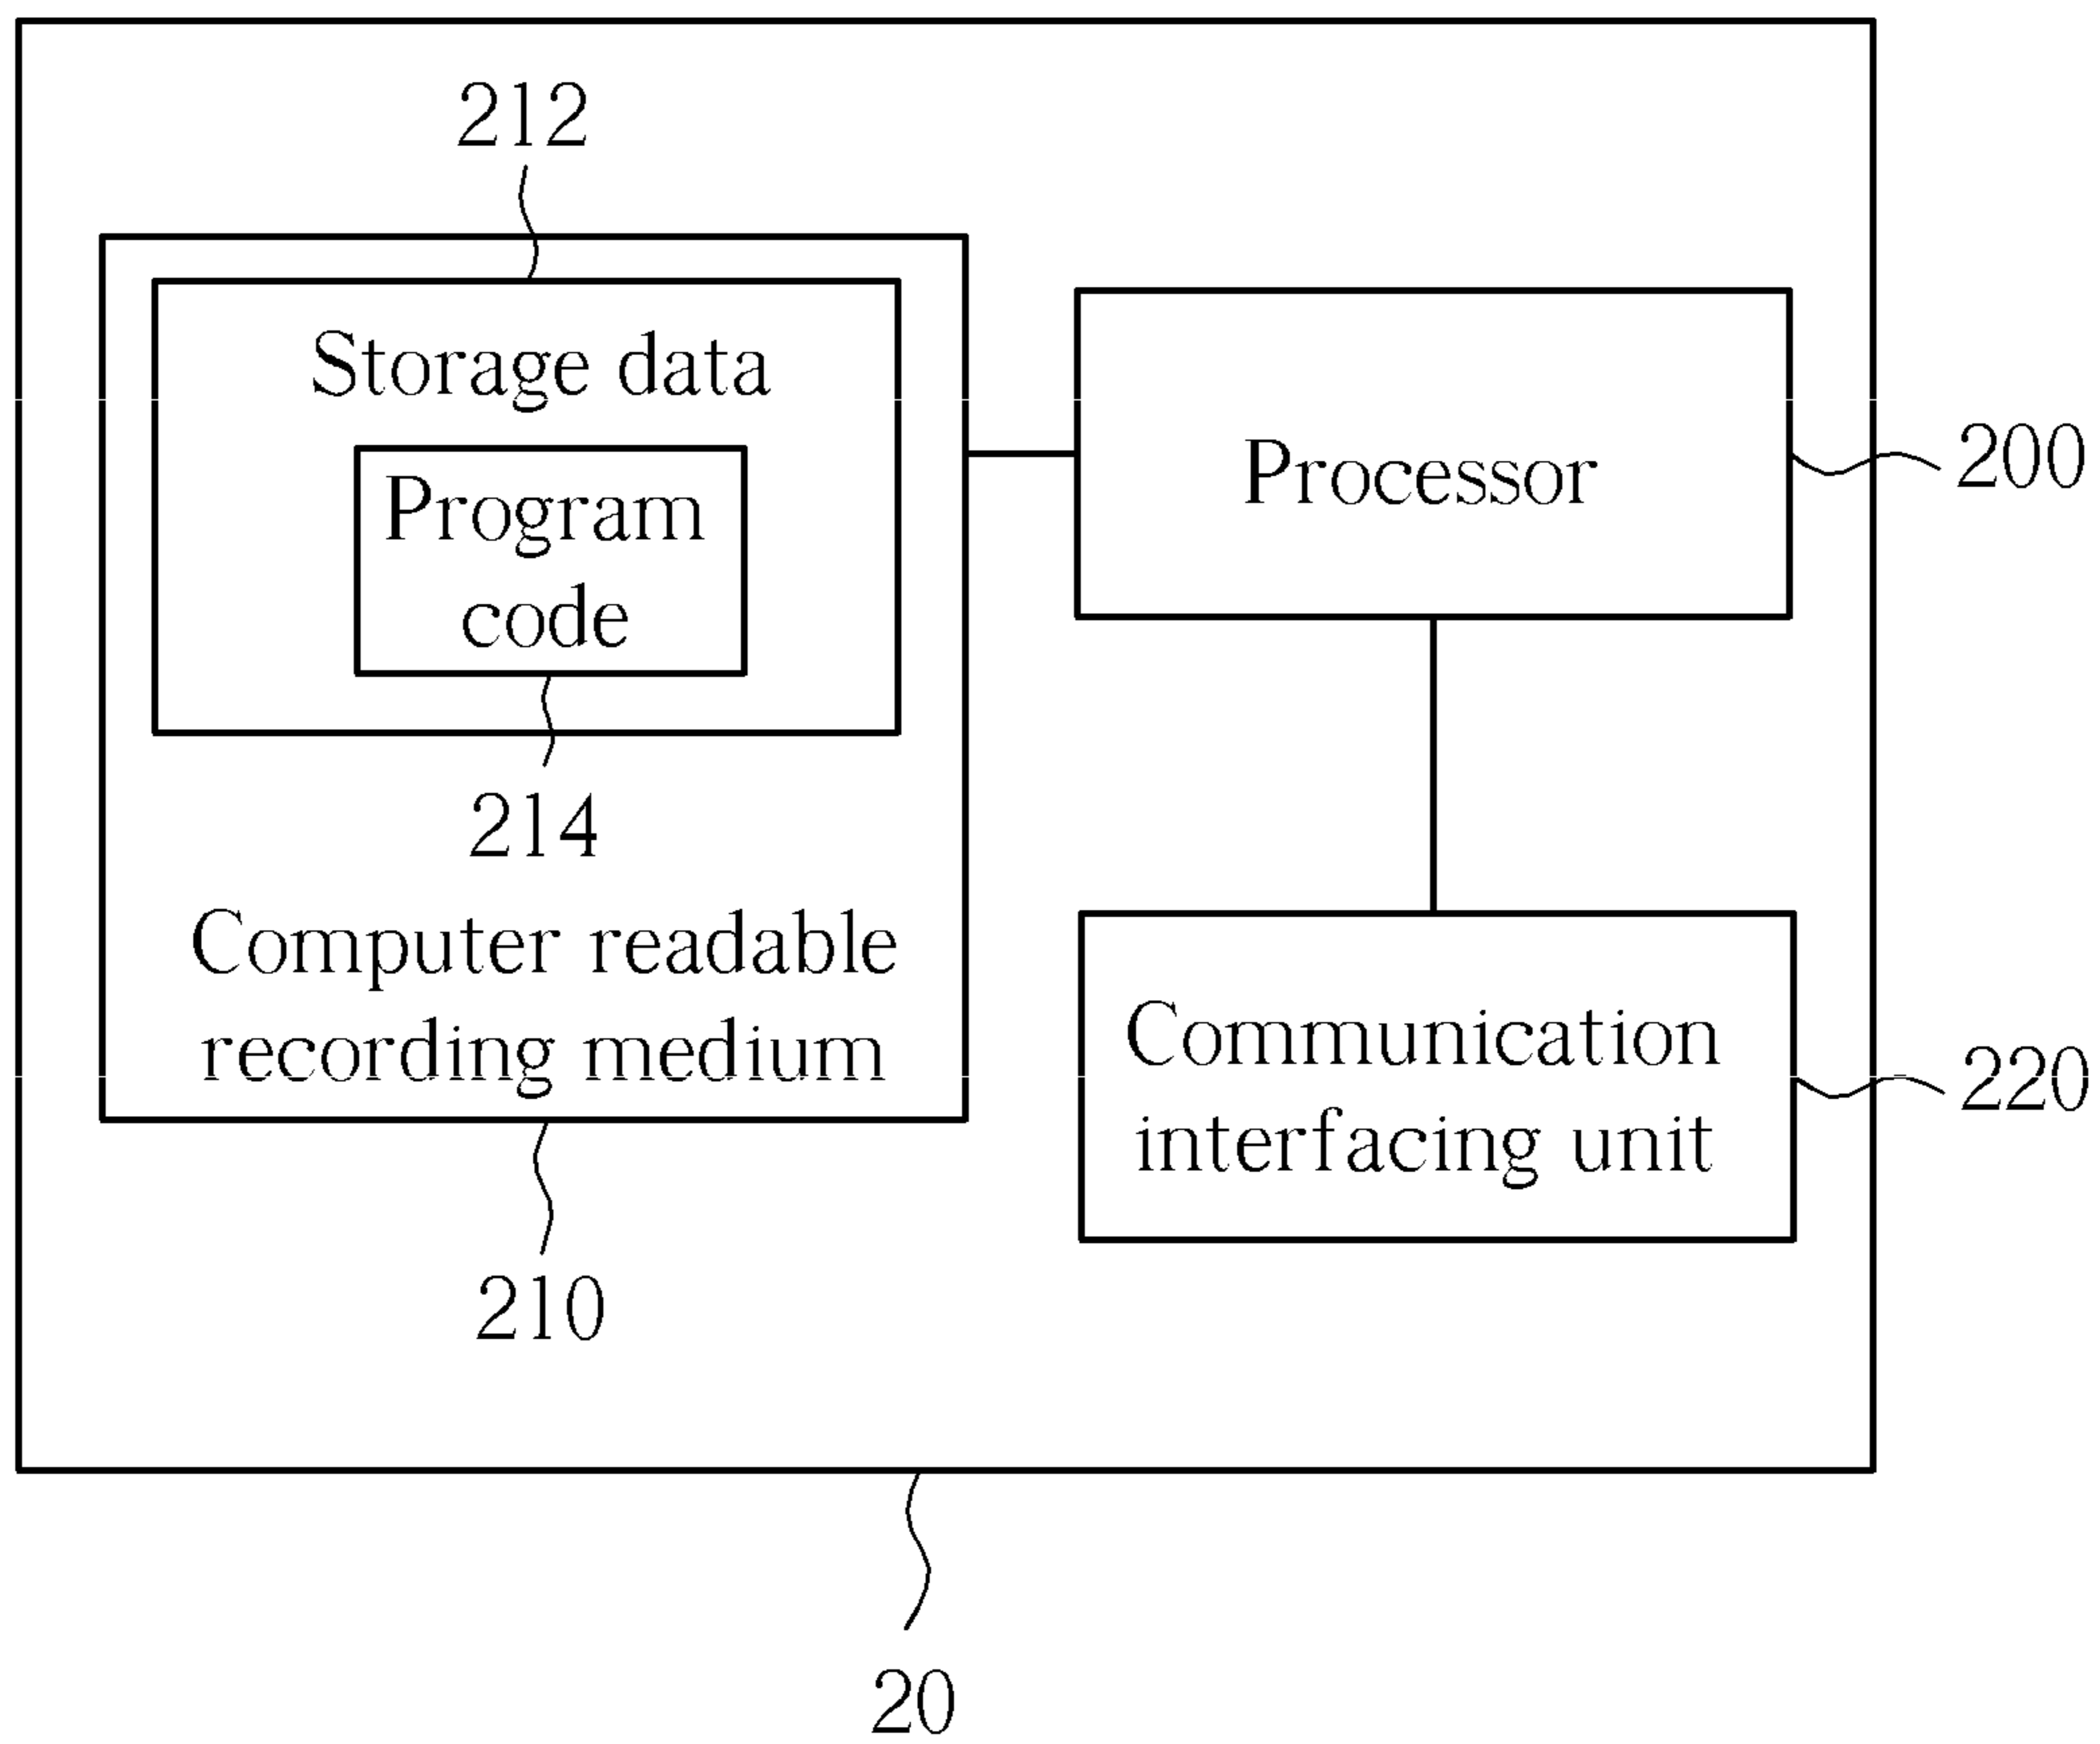 212
Storage data
Program
code
214
Computer readable
recording medium
210
Processor
200
Communication
interfacing unit
220
20